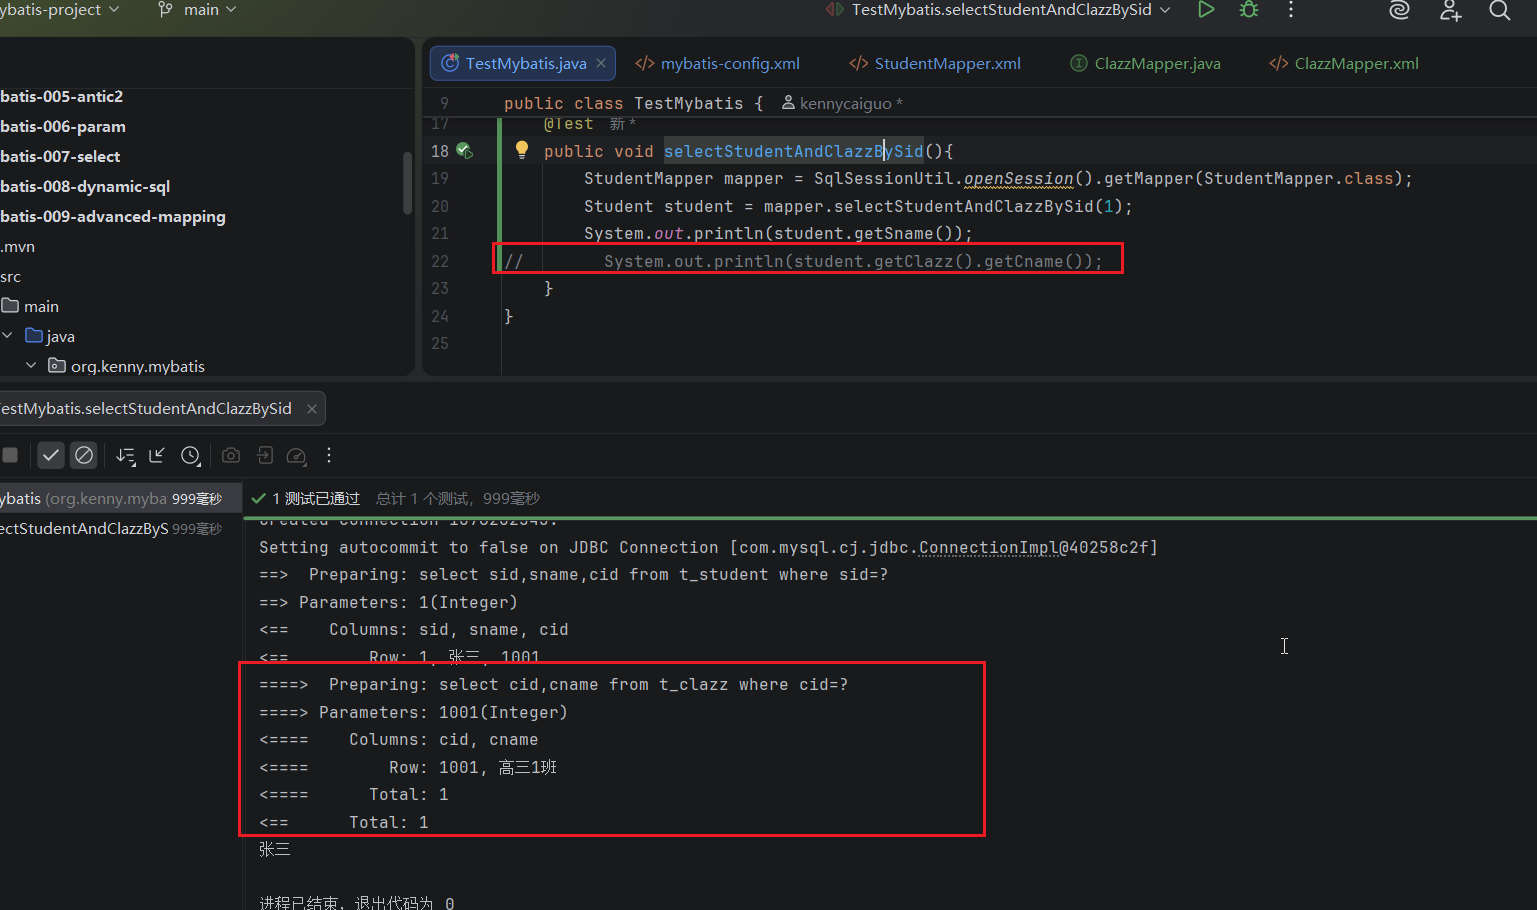 ybatis-project
main
TestMybatis.selectStudentAndClazzBySid
batis-005-antic2
batis-006-param
batis-007-select
batis-008-dynamic-sql
batis-009-advanced-mapping
.mvn
src
main
java
org.kenny.mybatis
TestMybatis.java
mybatis-config.xml
StudentMapper.xml
ClazzMapper.java
ClazzMapper.xml
9 public class TestMybatis { kennycaiguo *
17 @Test 新 *
18 public void selectStudentAndClazzBySid(){
19 StudentMapper mapper = SqlSessionUtil.openSession().getMapper(StudentMapper.class);
20 Student student = mapper.selectStudentAndClazzBySid(1);
21 System.out.println(student.getSname());
22 // System.out.println(student.getClazz().getCname());
23 }
24 }
25
estMybatis.selectStudentAndClazzBySid
ybatis (org.kenny.myba 999毫秒
ectStudentAndClazzByS 999毫秒
1 测试已通过 总计 1 个测试，999毫秒
Created connection 1078262345.
Setting autocommit to false on JDBC Connection [com.mysql.cj.jdbc.ConnectionImpl@40258c2f]
==>  Preparing: select sid,sname,cid from t_student where sid=?
==> Parameters: 1(Integer)
<==    Columns: sid, sname, cid
<==        Row: 1, 张三, 1001
====>  Preparing: select cid,cname from t_clazz where cid=?
====> Parameters: 1001(Integer)
<====    Columns: cid, cname
<====        Row: 1001, 高三1班
<====      Total: 1
<==      Total: 1
张三
进程已结束，退出代码为 0